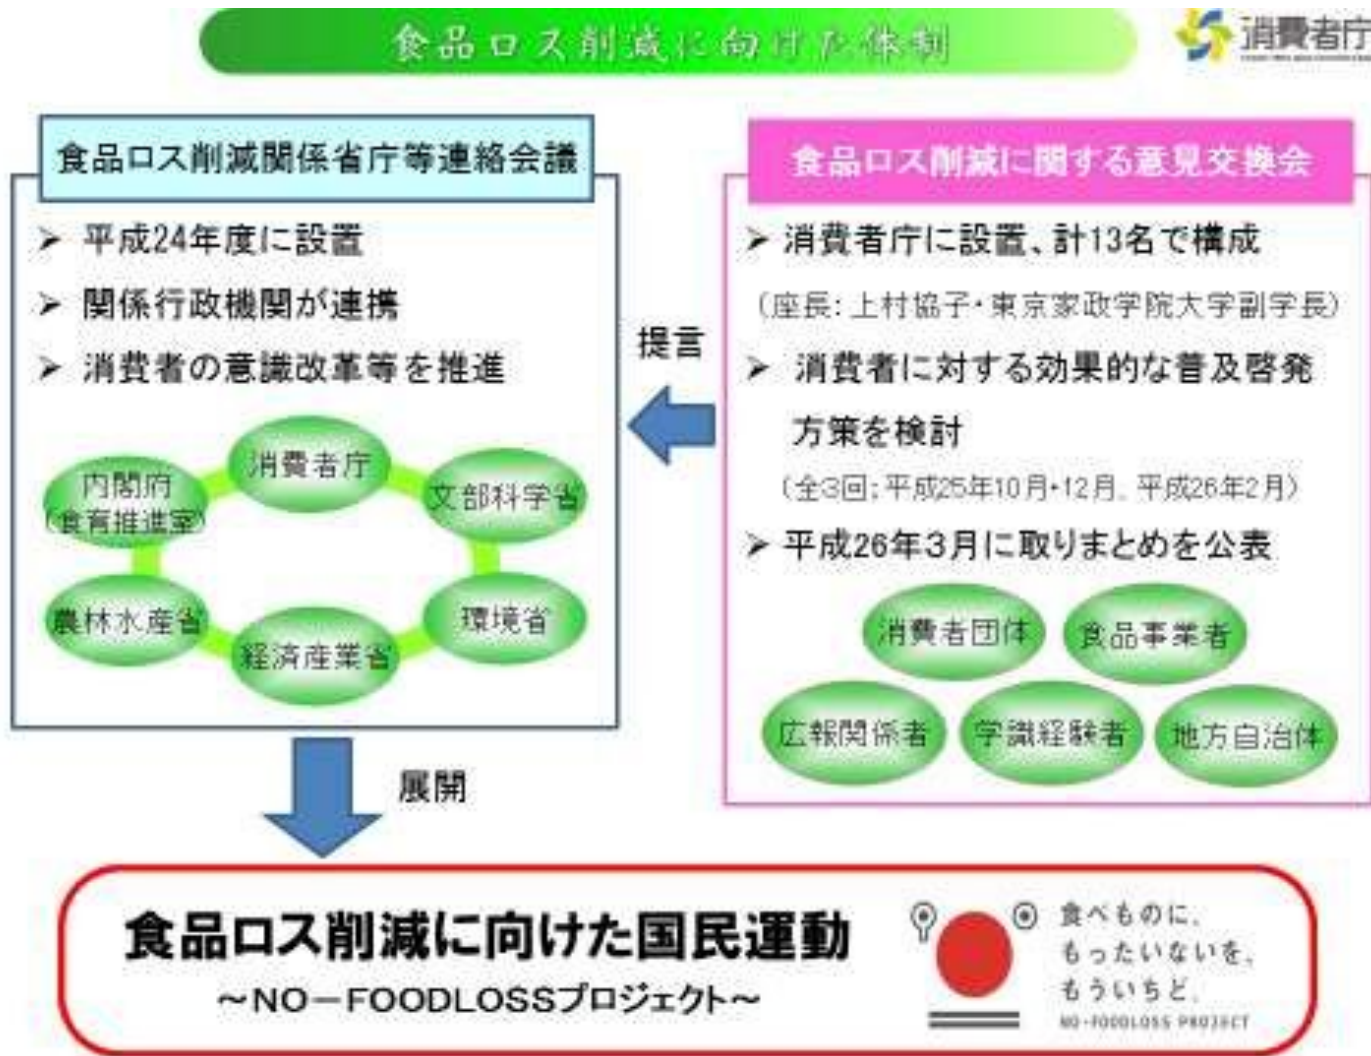 食品ロス削減に向けた体制
消費者庁
食品ロス削減関係省庁等連絡会議
➢ 平成24年度に設置
➢ 関係行政機関が連携
➢ 消費者の意識改革等を推進
消費者庁
内閣府
(食育推進室)
文部科学省
農林水産省
経済産業省
環境省
提言
食品ロス削減に関する意見交換会
➢ 消費者庁に設置、計13名で構成
(座長:上村協子・東京家政学院大学副学長)
➢ 消費者に対する効果的な普及啓発
方策を検討
(全3回:平成25年10月・12月、平成26年2月)
➢ 平成26年3月に取りまとめを公表
消費者団体
食品事業者
広報関係者
学識経験者
地方自治体
展開
食品ロス削減に向けた国民運動
~NO-FOODLOSSプロジェクト~
食べものに、
もったいないを、
もういちど。
NO-FOODLOSS PROJECT